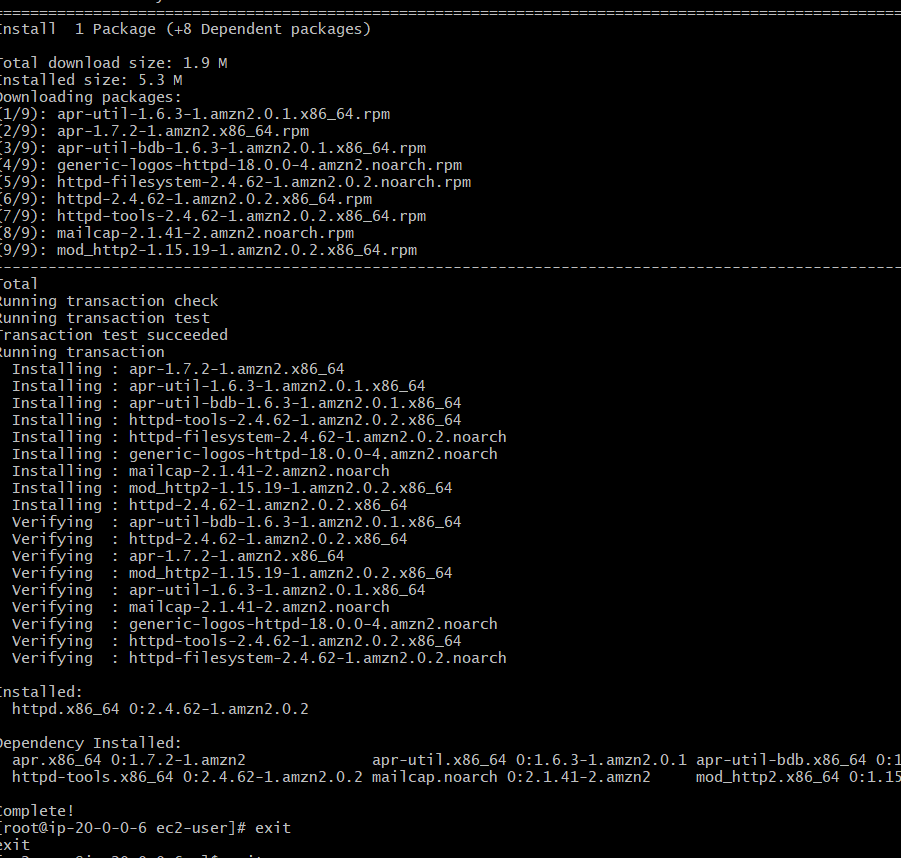 ================================================================================
Install  1 Package (+8 Dependent packages)
Total download size: 1.9 M
Installed size: 5.3 M
Downloading packages:
(1/9): apr-util-1.6.3-1.amzn2.0.1.x86_64.rpm
(2/9): apr-1.7.2-1.amzn2.x86_64.rpm
(3/9): apr-util-bdb-1.6.3-1.amzn2.0.1.x86_64.rpm
(4/9): generic-logos-httpd-18.0.0-4.amzn2.noarch.rpm
(5/9): httpd-filesystem-2.4.62-1.amzn2.0.2.noarch.rpm
(6/9): httpd-2.4.62-1.amzn2.0.2.x86_64.rpm
(7/9): httpd-tools-2.4.62-1.amzn2.0.2.x86_64.rpm
(8/9): mailcap-2.1.41-2.amzn2.noarch.rpm
(9/9): mod_http2-1.15.19-1.amzn2.0.2.x86_64.rpm
--------------------------------------------------------------------------------
Total
Running transaction check
Running transaction test
Transaction test succeeded
Running transaction
  Installing : apr-1.7.2-1.amzn2.x86_64
  Installing : apr-util-1.6.3-1.amzn2.0.1.x86_64
  Installing : apr-util-bdb-1.6.3-1.amzn2.0.1.x86_64
  Installing : httpd-tools-2.4.62-1.amzn2.0.2.x86_64
  Installing : httpd-filesystem-2.4.62-1.amzn2.0.2.noarch
  Installing : generic-logos-httpd-18.0.0-4.amzn2.noarch
  Installing : mailcap-2.1.41-2.amzn2.noarch
  Installing : mod_http2-1.15.19-1.amzn2.0.2.x86_64
  Installing : httpd-2.4.62-1.amzn2.0.2.x86_64
  Verifying  : apr-util-bdb-1.6.3-1.amzn2.0.1.x86_64
  Verifying  : httpd-2.4.62-1.amzn2.0.2.x86_64
  Verifying  : apr-1.7.2-1.amzn2.x86_64
  Verifying  : mod_http2-1.15.19-1.amzn2.0.2.x86_64
  Verifying  : apr-util-1.6.3-1.amzn2.0.1.x86_64
  Verifying  : mailcap-2.1.41-2.amzn2.noarch
  Verifying  : generic-logos-httpd-18.0.0-4.amzn2.noarch
  Verifying  : httpd-tools-2.4.62-1.amzn2.0.2.x86_64
  Verifying  : httpd-filesystem-2.4.62-1.amzn2.0.2.noarch
Installed:
  httpd.x86_64 0:2.4.62-1.amzn2.0.2
Dependency Installed:
  apr.x86_64 0:1.7.2-1.amzn2              apr-util.x86_64 0:1.6.3-1.amzn2.0.1 apr-util-bdb.x86_64 0:1
  httpd-tools.x86_64 0:2.4.62-1.amzn2.0.2 mailcap.noarch 0:2.1.41-2.amzn2     mod_http2.x86_64 0:1.15
Complete!
[root@ip-20-0-0-6 ec2-user]# exit
exit